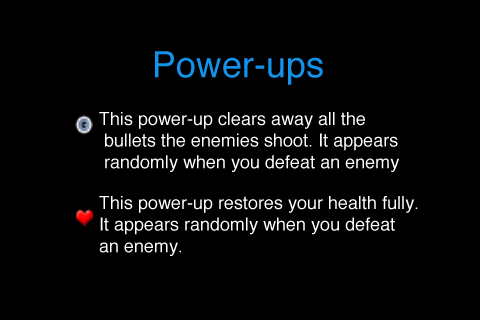 Power-ups
This power-up clears away all the
bullets the enemies shoot. It appears
randomly when you defeat an enemy
This power-up restores your health fully.
It appears randomly when you defeat
an enemy.